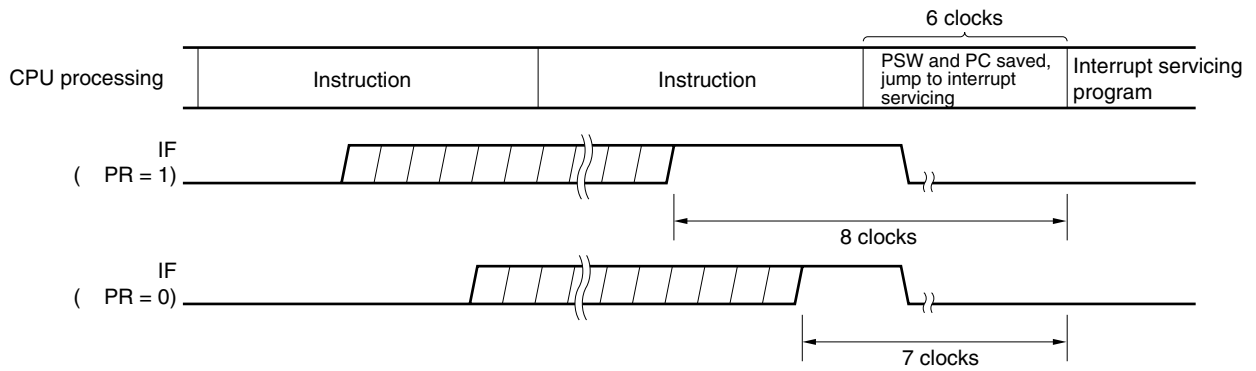 6 clocks
CPU processing
Instruction
Instruction
PSW and PC saved,
jump to interrupt
servicing
Interrupt servicing
program
IF
( PR = 1)
8 clocks
IF
( PR = 0)
7 clocks